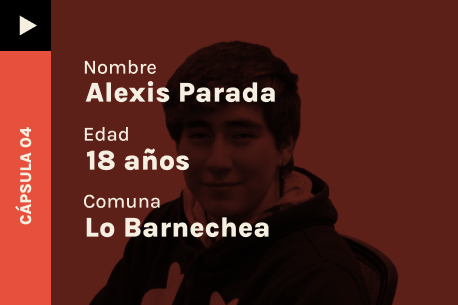 Nombre
Alexis Parada
Edad
18 años
Comuna
Lo Barnechea
CÁPSULA 04